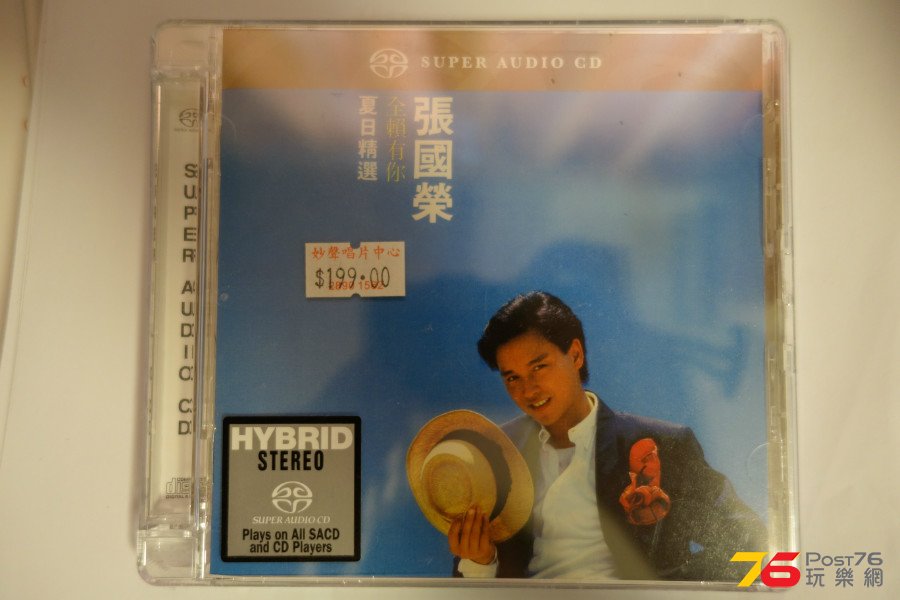 SUPER AUDIO CD
張國榮
全賴有你
夏日精選
妙聲唱片中心
$199.00
2890 1562
HYBRID
STEREO
SUPER AUDIO CD
Plays on All SACD
and CD Players
SUPER AUDIO CD
76 Post76
玩樂網